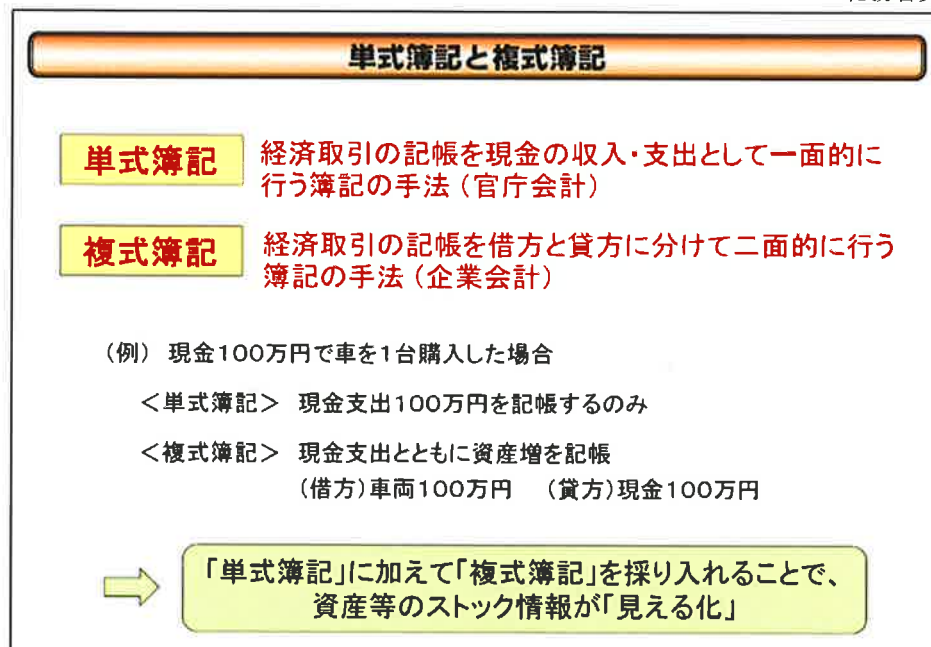 単式簿記と複式簿記
単式簿記
経済取引の記帳を現金の収入・支出として一面的に
行う簿記の手法（官庁会計）
複式簿記
経済取引の記帳を借方と貸方に分けて二面的に行う
簿記の手法（企業会計）
（例） 現金１００万円で車を１台購入した場合
＜単式簿記＞ 現金支出１００万円を記帳するのみ
＜複式簿記＞ 現金支出とともに資産増を記帳
（借方）車両１００万円 （貸方）現金１００万円
「単式簿記」に加えて「複式簿記」を採り入れることで、
資産等のストック情報が「見える化」